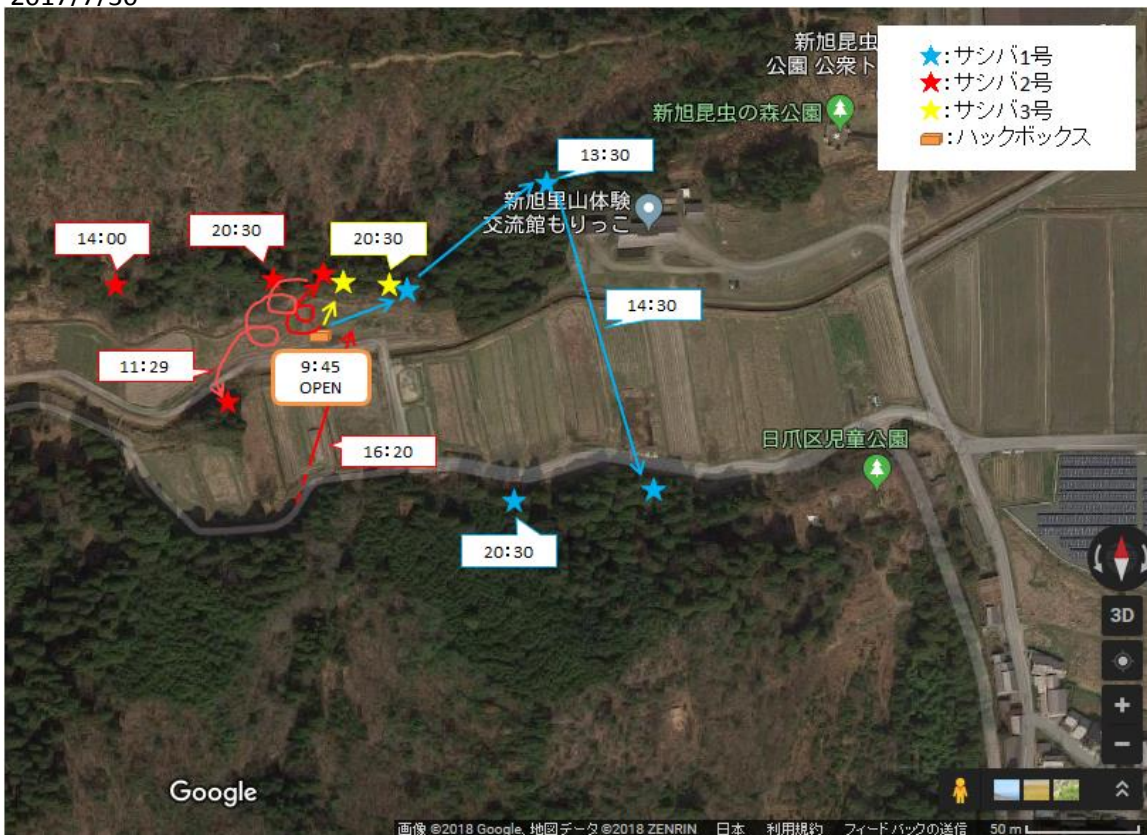 2017/7/30
新旭昆虫
公園 公衆ト
新旭昆虫の森公園
★:サシバ1号
★:サシバ2号
★:サシバ3号
:ハックボックス
13:30
新旭里山体験
交流館もりっこ
14:00
20:30
20:30
14:30
11:29
9:45
OPEN
16:20
日爪区児童公園
20:30
3D
Google
画像 ©2018 Google, 地図データ ©2018 ZENRIN 日本 利用規約 フィードバックの送信 50 m